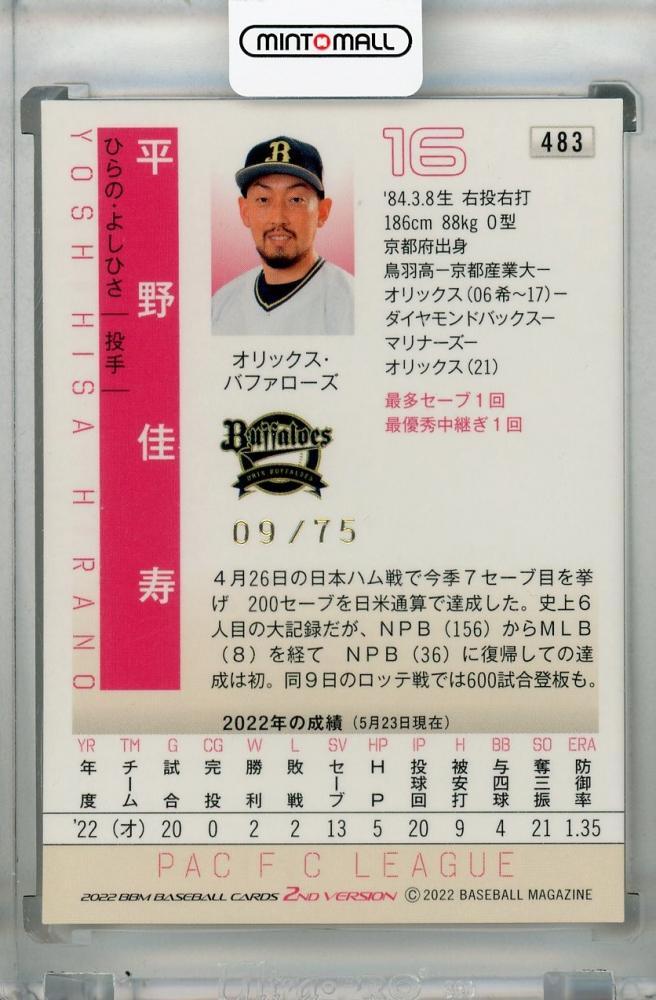 MINTOMALL
YOSHIHISA HIRANO
ひらの・よしひさ 投手
平野佳寿
B
16
483
'84.3.8生 右投右打
186cm 88kg O型
京都府出身
鳥羽高ー京都産業大ー
オリックス(06希〜17)ー
ダイヤモンドバックスー
マリナーズー
オリックス(21)
最多セーブ1回
最優秀中継ぎ1回
オリックス・
バファローズ
Buffaloes
ORIX BUFFALOES
09/75
4月26日の日本ハム戦で今季7セーブ目を挙
げ 200セーブを日米通算で達成した。史上6
人目の大記録だが、NPB(156)からMLB
(8)を経て NPB(36)に復帰しての達
成は初。同9日のロッテ戦では600試合登板も。
2022年の成績(5月23日現在)
YR TM G CG W L SV HP IP H BB SO ERA
年度 チーム 試合 完投 勝利 敗戦 セーブ HP 投球回 被安打 与四球 奪三振 防御率
'22 (オ) 20 0 2 2 13 5 20 9 4 21 1.35
PACIFIC LEAGUE
2022 BBM BASEBALL CARDS 2ND VERSION ©2022 BASEBALL MAGAZINE